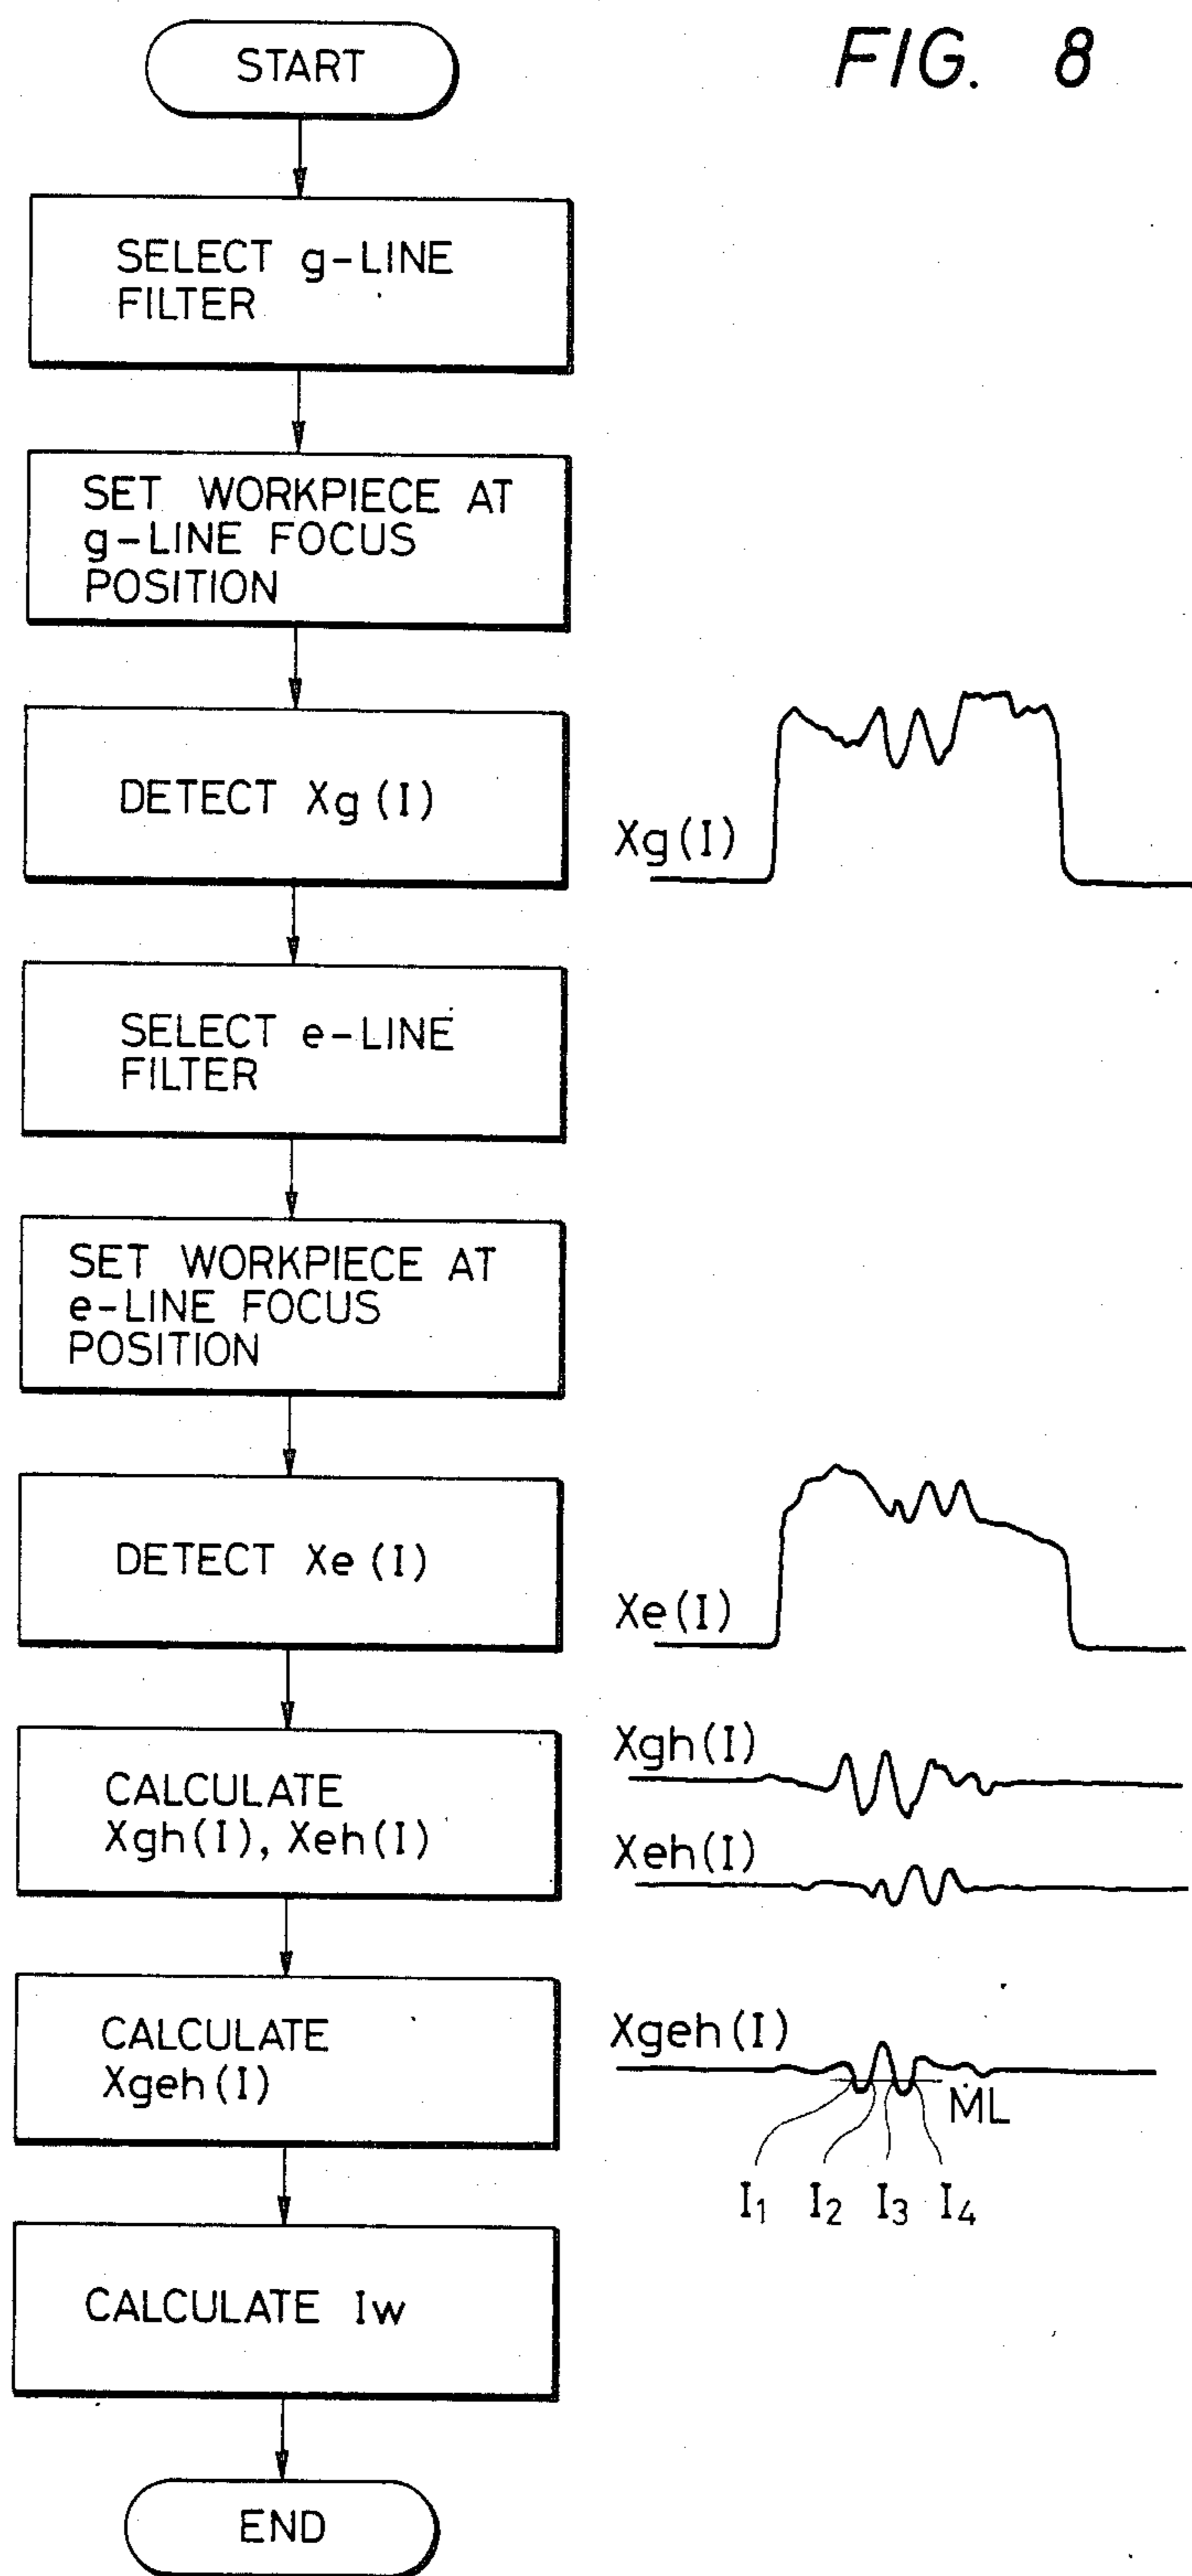 FIG. 8
START
SELECT g-LINE
FILTER
SET WORKPIECE AT
g-LINE FOCUS
POSITION
DETECT Xg(I)
Xg(I)
SELECT e-LINE
FILTER
SET WORKPIECE AT
e-LINE FOCUS
POSITION
DETECT Xe(I)
Xe(I)
CALCULATE
Xgh(I), Xeh(I)
Xgh(I)
Xeh(I)
CALCULATE
Xgeh(I)
Xgeh(I)
ML
I1 I2 I3 I4
CALCULATE Iw
END